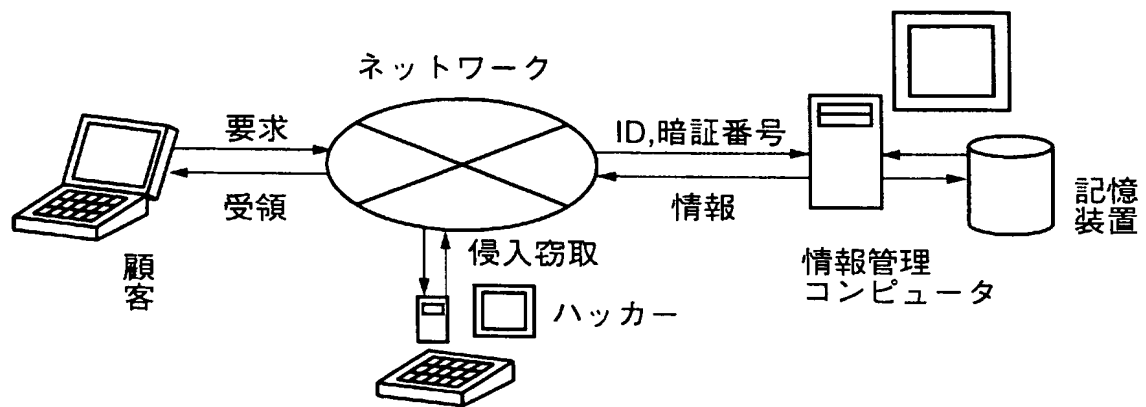 ネットワーク
要求
受領
ID,暗証番号
情報
記憶
装置
顧
客
侵入窃取
ハッカー
情報管理
コンピュータ